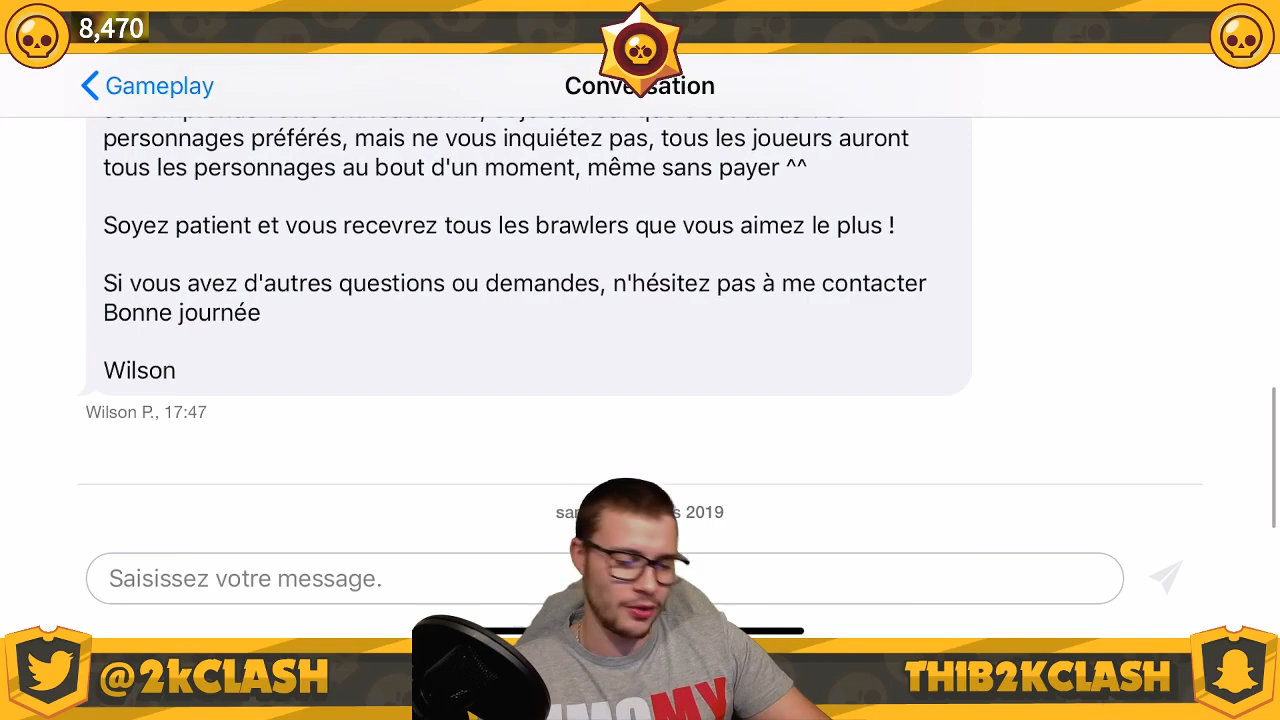 8,470
Gameplay
Conversation
personnages préférés, mais ne vous inquiétez pas, tous les joueurs auront
tous les personnages au bout d'un moment, même sans payer ^^
Soyez patient et vous recevrez tous les brawlers que vous aimez le plus !
Si vous avez d'autres questions ou demandes, n'hésitez pas à me contacter
Bonne journée
Wilson
Wilson P., 17:47
2019
Saisissez votre message.
@2kCLASH
THIB2KCLASH